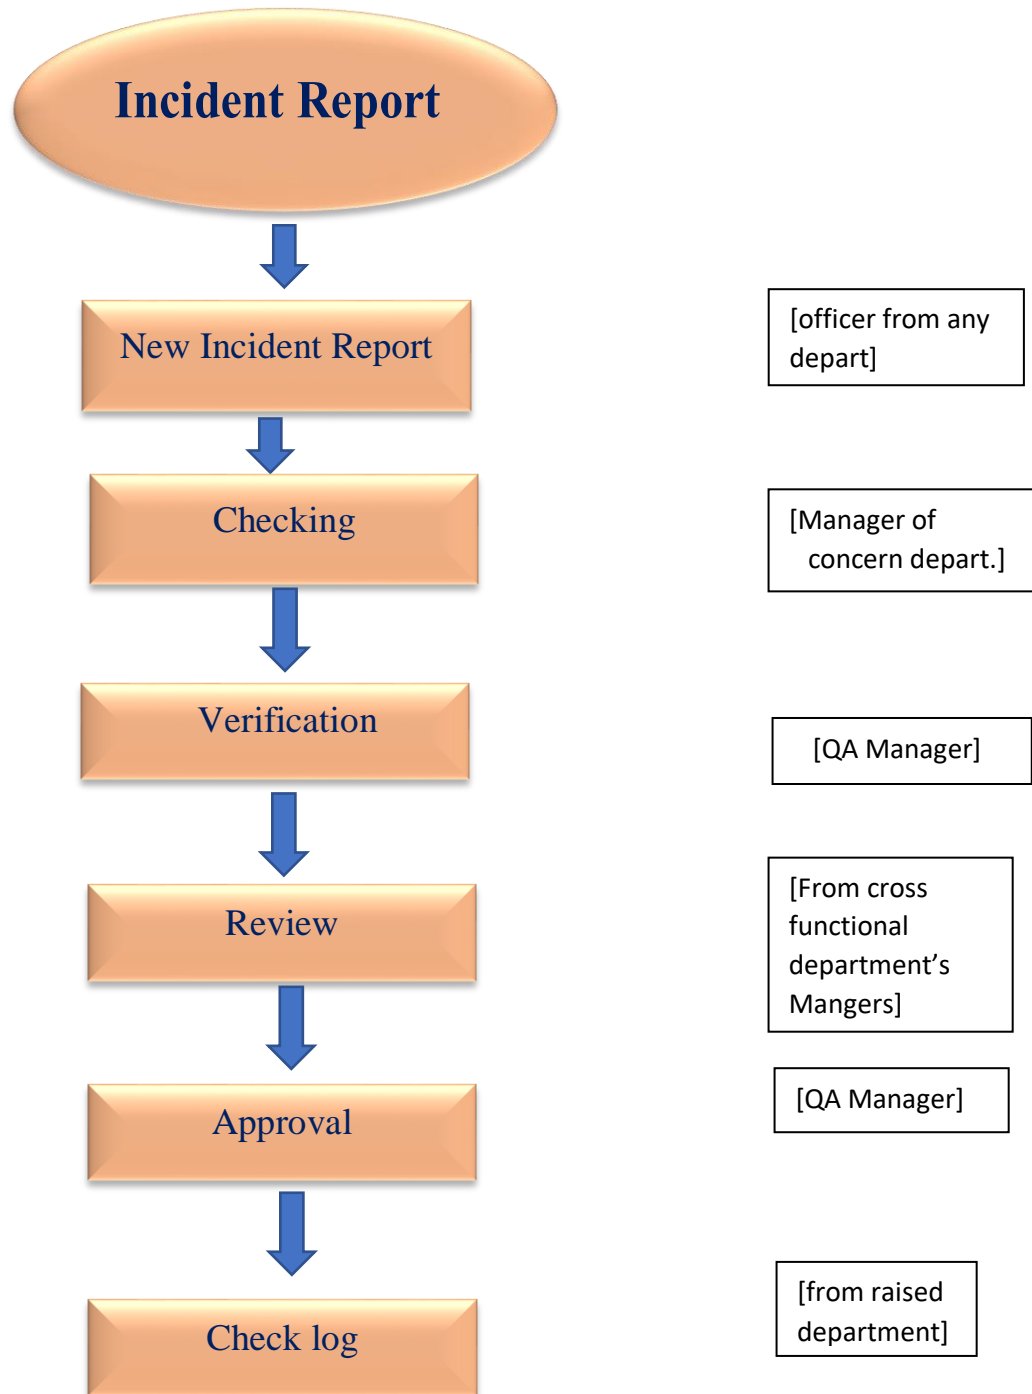 Incident Report
New Incident Report
[officer from any
depart]
Checking
[Manager of
concern depart.]
Verification
[QA Manager]
Review
[From cross
functional
department’s
Mangers]
Approval
[QA Manager]
Check log
[from raised
department]